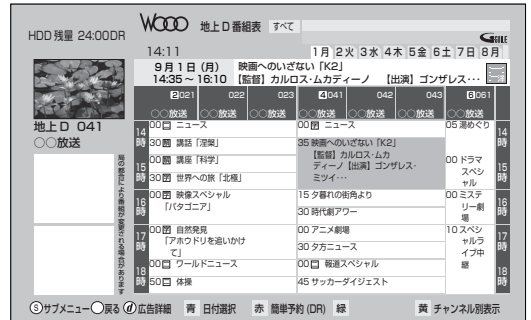 HDD 残量 24:00DR
Wooo 地上D番組表 すべて
G GUIDE
14:11
1月 2火 3水 4木 5金 6土 7日 8月
9月1日(月) 映画へのいざない「K2」
14:35～16:10 【監督】カルロス・ムカディーノ 【出演】ゴンザレス・・・
2 021 022 023 4 041 042 043 6 061
○○放送 ○○放送 ○○放送 ○○放送 ○○放送 ○○放送 ○○放送
地上D 041
○○放送
局の都合により番組が変更される場合があります
14時
00 ニュース
30 講話「涅槃」
00 ニュース
35 映画へのいざない「K2」
【監督】カルロス・ムカ
ディーノ【出演】ゴンザレス・
ミツイ・・・
05 湯めぐり
15時
00 講座「科学」
30 世界への旅「北極」
00 ドラマ
スペシ
ャル
16時
00 映像スペシャル
「パタゴニア」
15 夕暮れの街角より
30 時代劇アワー
00 ミステ
リー劇
場
17時
00 自然発見
「アホウドリを追いかけ
て」
00 アニメ劇場
30 夕方ニュース
10 スペシ
ャルラ
イブ中
継
18時
00 ワールドニュース
50 体操
00 報道スペシャル
45 サッカーダイジェスト
Ⓢサブメニュー ○戻る ⓓ広告詳細 青 日付選択 赤 簡単予約(DR) 緑 黄 チャンネル別表示